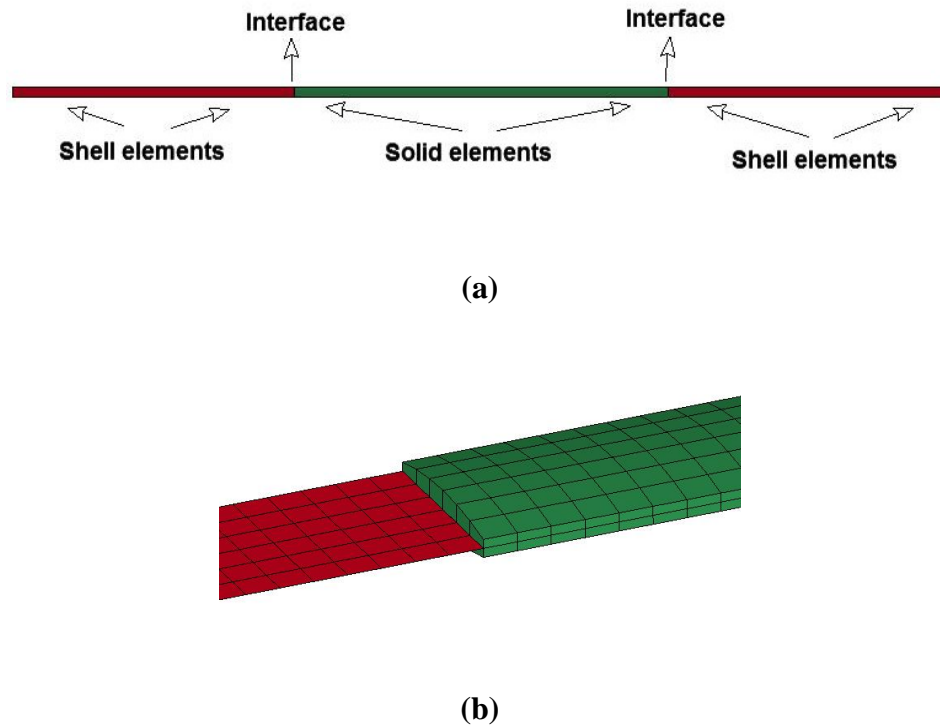 Interface Interface
Shell elements Solid elements Shell elements
(a)
(b)